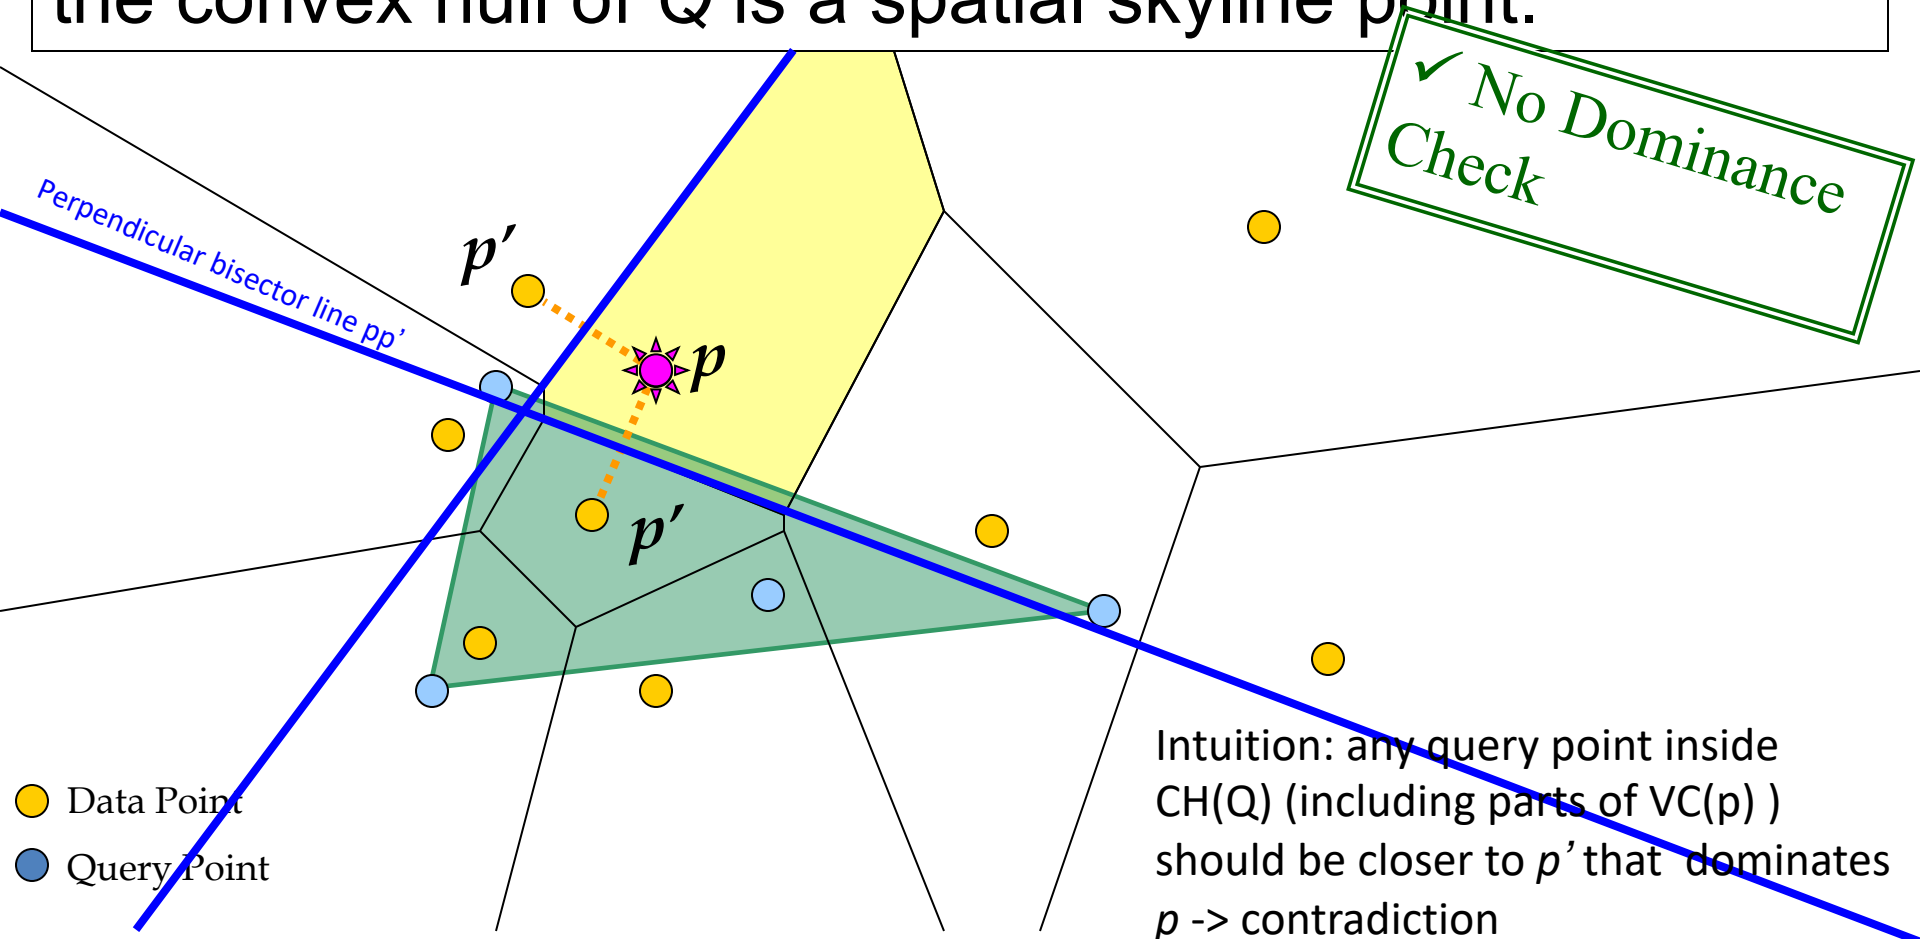 the convex hull of Q is a spatial skyline point.
✓ No Dominance
Check
Perpendicular bisector line pp’
p′
p
p′
Data Point
Query Point
Intuition: any query point inside
CH(Q) (including parts of VC(p) )
should be closer to p’ that dominates
p -> contradiction